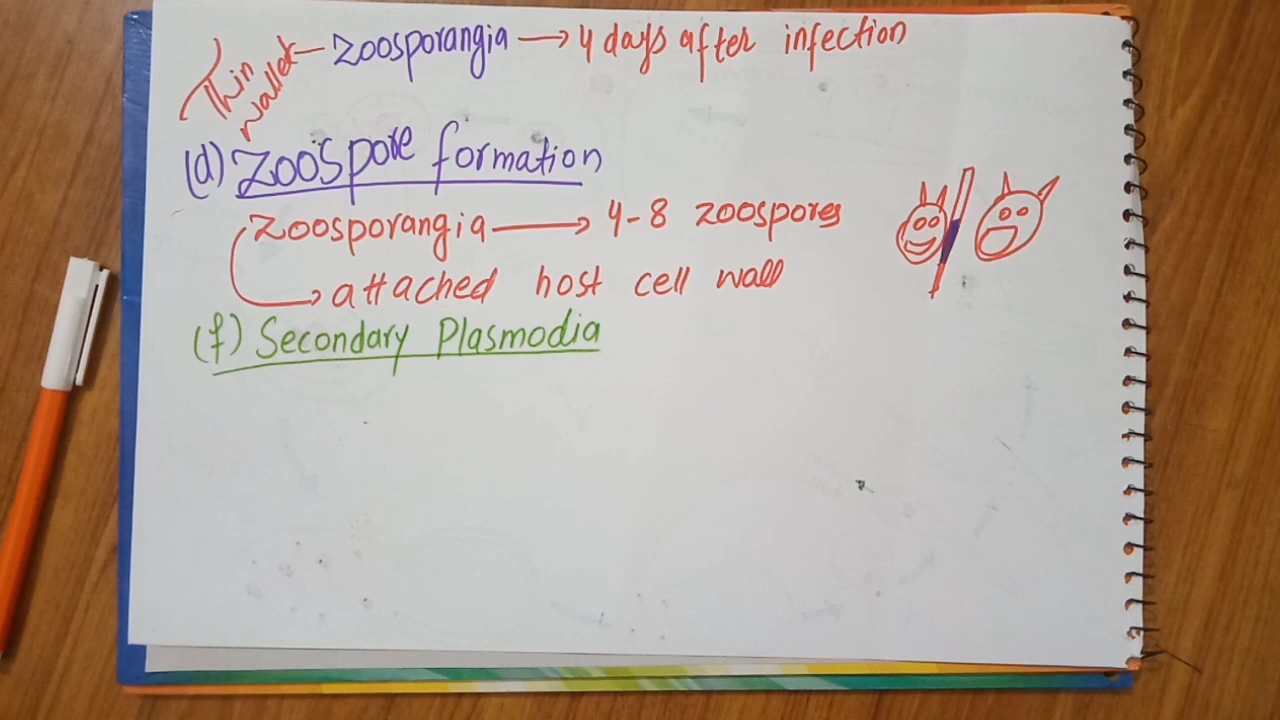 Thin walled — Zoosporangia → 4 days after infection
(d) Zoospore formation
Zoosporangia → 4-8 zoospores
→ attached host cell wall
(f) Secondary Plasmodia